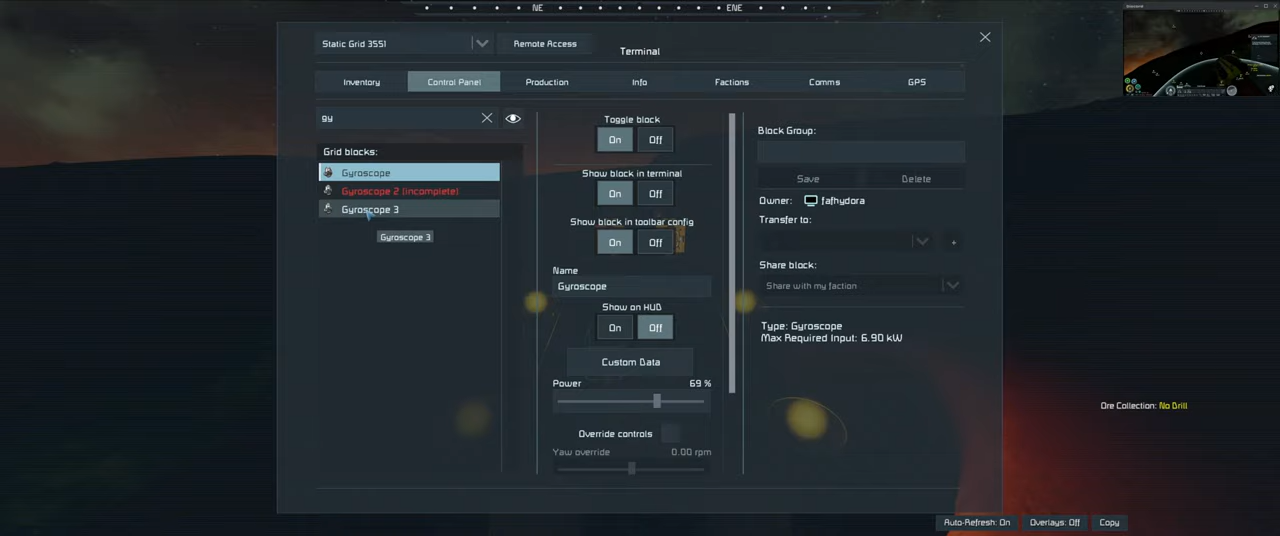 NE
ENE
Static Grid 3551
Remote Access
Terminal
Inventory
Control Panel
Production
Info
Factions
Comms
GPS
gy
Grid blocks:
Gyroscope
Gyroscope 2 (Incomplete)
Gyroscope 3
Gyroscope 3
Toggle block
On Off
Show block in terminal
On Off
Show block in toolbar config
On Off
Name
Gyroscope
Show on HUD
On Off
Custom Data
Power 69 %
Override controls
Yaw override 0.00 rpm
Block Group:
Save Delete
Owner: fafhydora
Transfer to:
+
Share block:
Share with my faction
Type: Gyroscope
Max Required Input: 6.90 kW
Ore Collection: No Drill
Auto-Refresh: On
Overlays: Off
Copy